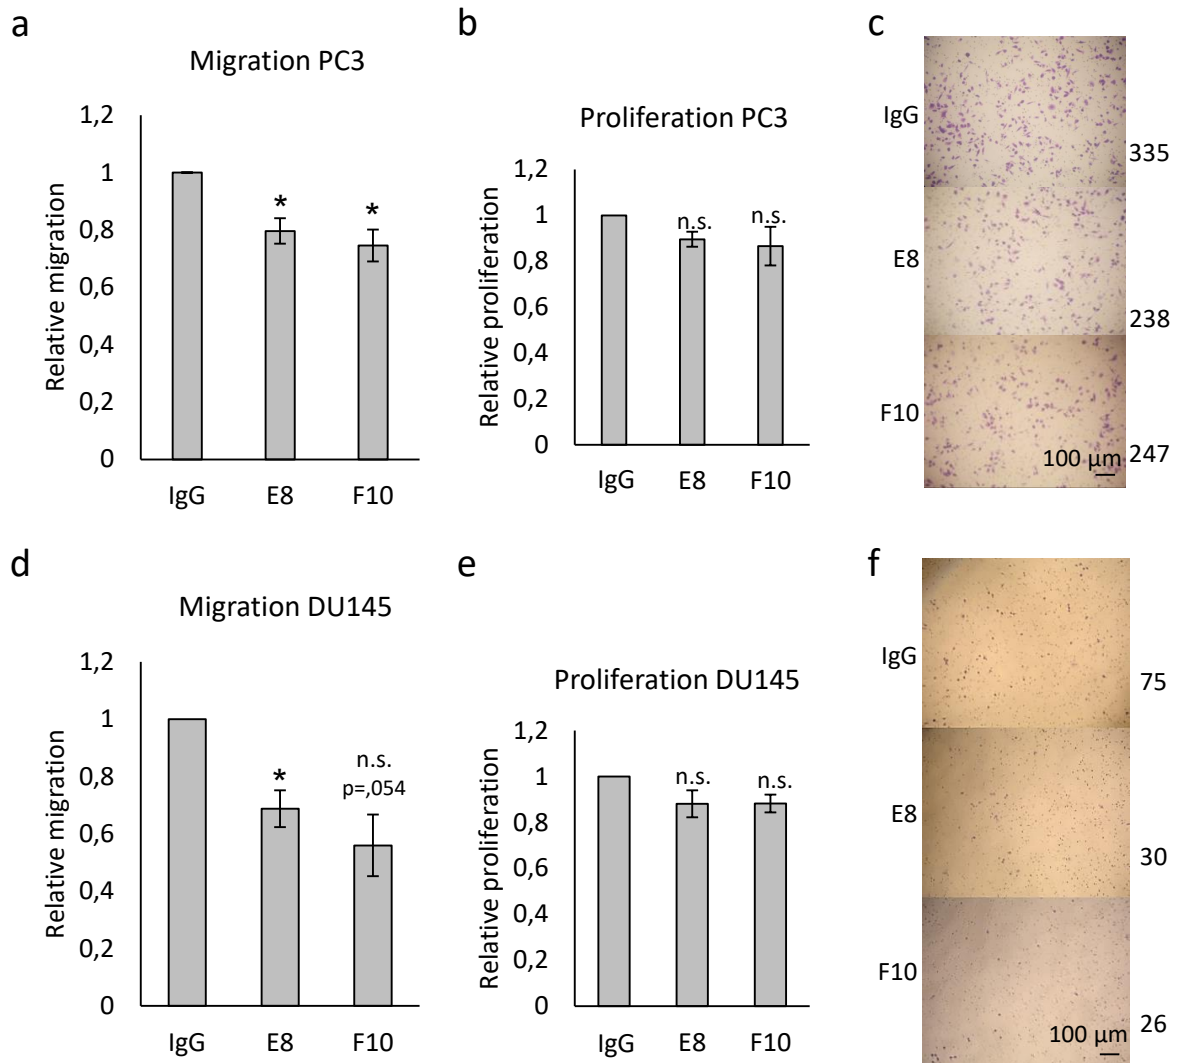 a
Migration PC3
Relative migration
1,2
1
0,8
0,6
0,4
0,2
0
*
*
IgG
E8
F10
b
Proliferation PC3
Relative proliferation
1,2
1
0,8
0,6
0,4
0,2
0
n.s.
n.s.
IgG
E8
F10
c
IgG
335
E8
238
F10
247
100 µm
d
Migration DU145
Relative migration
1,2
1
0,8
0,6
0,4
0,2
0
*
n.s.
p=,054
IgG
E8
F10
e
Proliferation DU145
Relative proliferation
1,2
1
0,8
0,6
0,4
0,2
0
n.s.
n.s.
IgG
E8
F10
f
IgG
75
E8
30
F10
26
100 µm